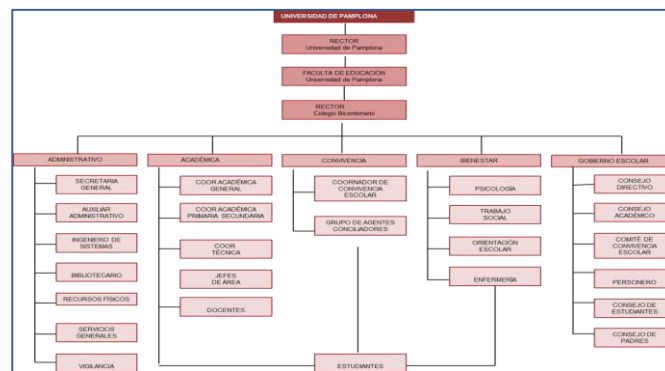 UNIVERSIDAD DE PAMPLONA
RECTOR
Universidad de Pamplona
FACULTA DE EDUCACIÓN
Universidad de Pamplona
RECTOR
Colegio Bicentenario
ADMINISTRATIVO
SECRETARIA
GENERAL
AUXILIAR
ADMINISTRATIVO
INGENIERO DE
SISTEMAS
BIBLIOTECARIO
RECURSOS FÍSICOS
SERVICIOS
GENERALES
VIGILANCIA
ACADÉMICA
COOR ACADÉMICA
GENERAL
COOR ACADÉMICA
PRIMARIA SECUNDARIA
COOR.
TÉCNICA
JEFES
DE ÁREA
DOCENTES
CONVIVENCIA
COORNADOR DE
CONVIVENCIA
ESCOLAR
GRUPO DE AGENTES
CONCILIADORES
BIENESTAR
PSICOLOGÍA
TRABAJO
SOCIAL
ORIENTACIÓN
ESCOLAR
ENFERMERÍA
GOBIERNO ESCOLAR
CONSEJO
DIRECTIVO
CONSEJO
ACADÉMICO
COMITÉ DE
CONVIVENCIA
ESCOLAR
PERSONERO
CONSEJO DE
ESTUDIANTES
CONSEJO DE
PADRES
ESTUDIANTES